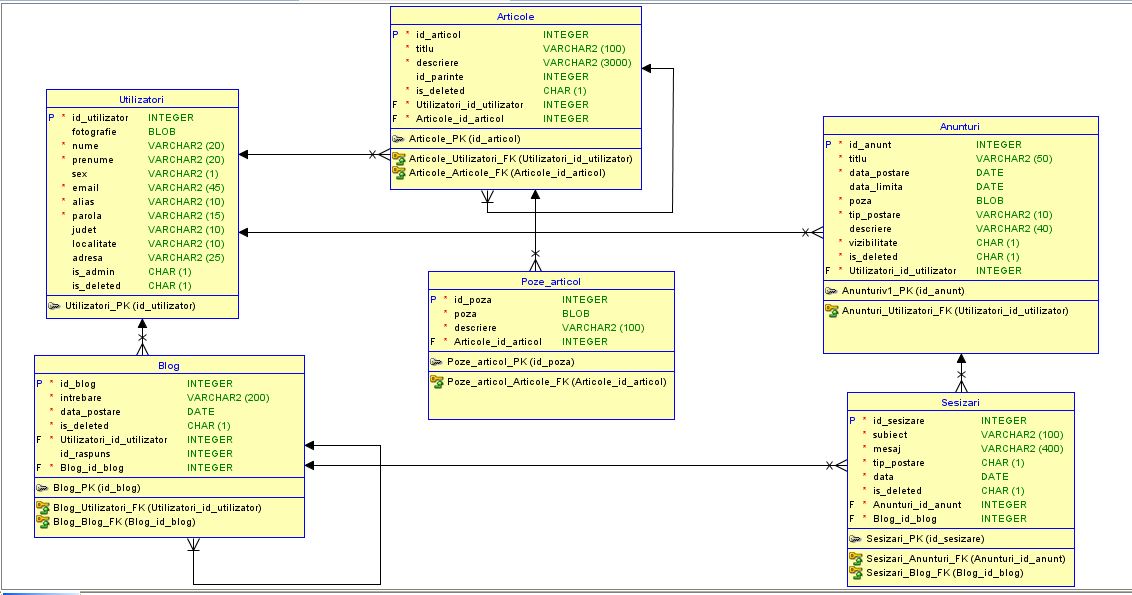 Articole
P * id_articol INTEGER
* titlu VARCHAR2 (100)
* descriere VARCHAR2 (3000)
id_parinte INTEGER
* is_deleted CHAR (1)
F * Utilizatori_id_utilizator INTEGER
F * Articole_id_articol INTEGER
Articole_PK (id_articol)
Articole_Utilizatori_FK (Utilizatori_id_utilizator)
Articole_Articole_FK (Articole_id_articol)
Utilizatori
P * id_utilizator INTEGER
fotografie BLOB
* nume VARCHAR2 (20)
* prenume VARCHAR2 (20)
sex VARCHAR2 (1)
* email VARCHAR2 (45)
* alias VARCHAR2 (10)
* parola VARCHAR2 (15)
judet VARCHAR2 (10)
localitate VARCHAR2 (10)
adresa VARCHAR2 (25)
is_admin CHAR (1)
is_deleted CHAR (1)
Utilizatori_PK (id_utilizator)
Anunturi
P * id_anunt INTEGER
* titlu VARCHAR2 (50)
* data_postare DATE
data_limita DATE
* poza BLOB
* tip_postare VARCHAR2 (10)
descriere VARCHAR2 (40)
* vizibilitate CHAR (1)
* is_deleted CHAR (1)
F * Utilizatori_id_utilizator INTEGER
Anunturiv1_PK (id_anunt)
Anunturi_Utilizatori_FK (Utilizatori_id_utilizator)
Poze_articol
P * id_poza INTEGER
* poza BLOB
* descriere VARCHAR2 (100)
F * Articole_id_articol INTEGER
Poze_articol_PK (id_poza)
Poze_articol_Articole_FK (Articole_id_articol)
Blog
P * id_blog INTEGER
* intrebare VARCHAR2 (200)
* data_postare DATE
* is_deleted CHAR (1)
F * Utilizatori_id_utilizator INTEGER
id_raspuns INTEGER
F * Blog_id_blog INTEGER
Blog_PK (id_blog)
Blog_Utilizatori_FK (Utilizatori_id_utilizator)
Blog_Blog_FK (Blog_id_blog)
Sesizari
P * id_sesizare INTEGER
* subiect VARCHAR2 (100)
* mesaj VARCHAR2 (400)
* tip_postare CHAR (1)
* data DATE
* is_deleted CHAR (1)
F * Anunturi_id_anunt INTEGER
F * Blog_id_blog INTEGER
Sesizari_PK (id_sesizare)
Sesizari_Anunturi_FK (Anunturi_id_anunt)
Sesizari_Blog_FK (Blog_id_blog)